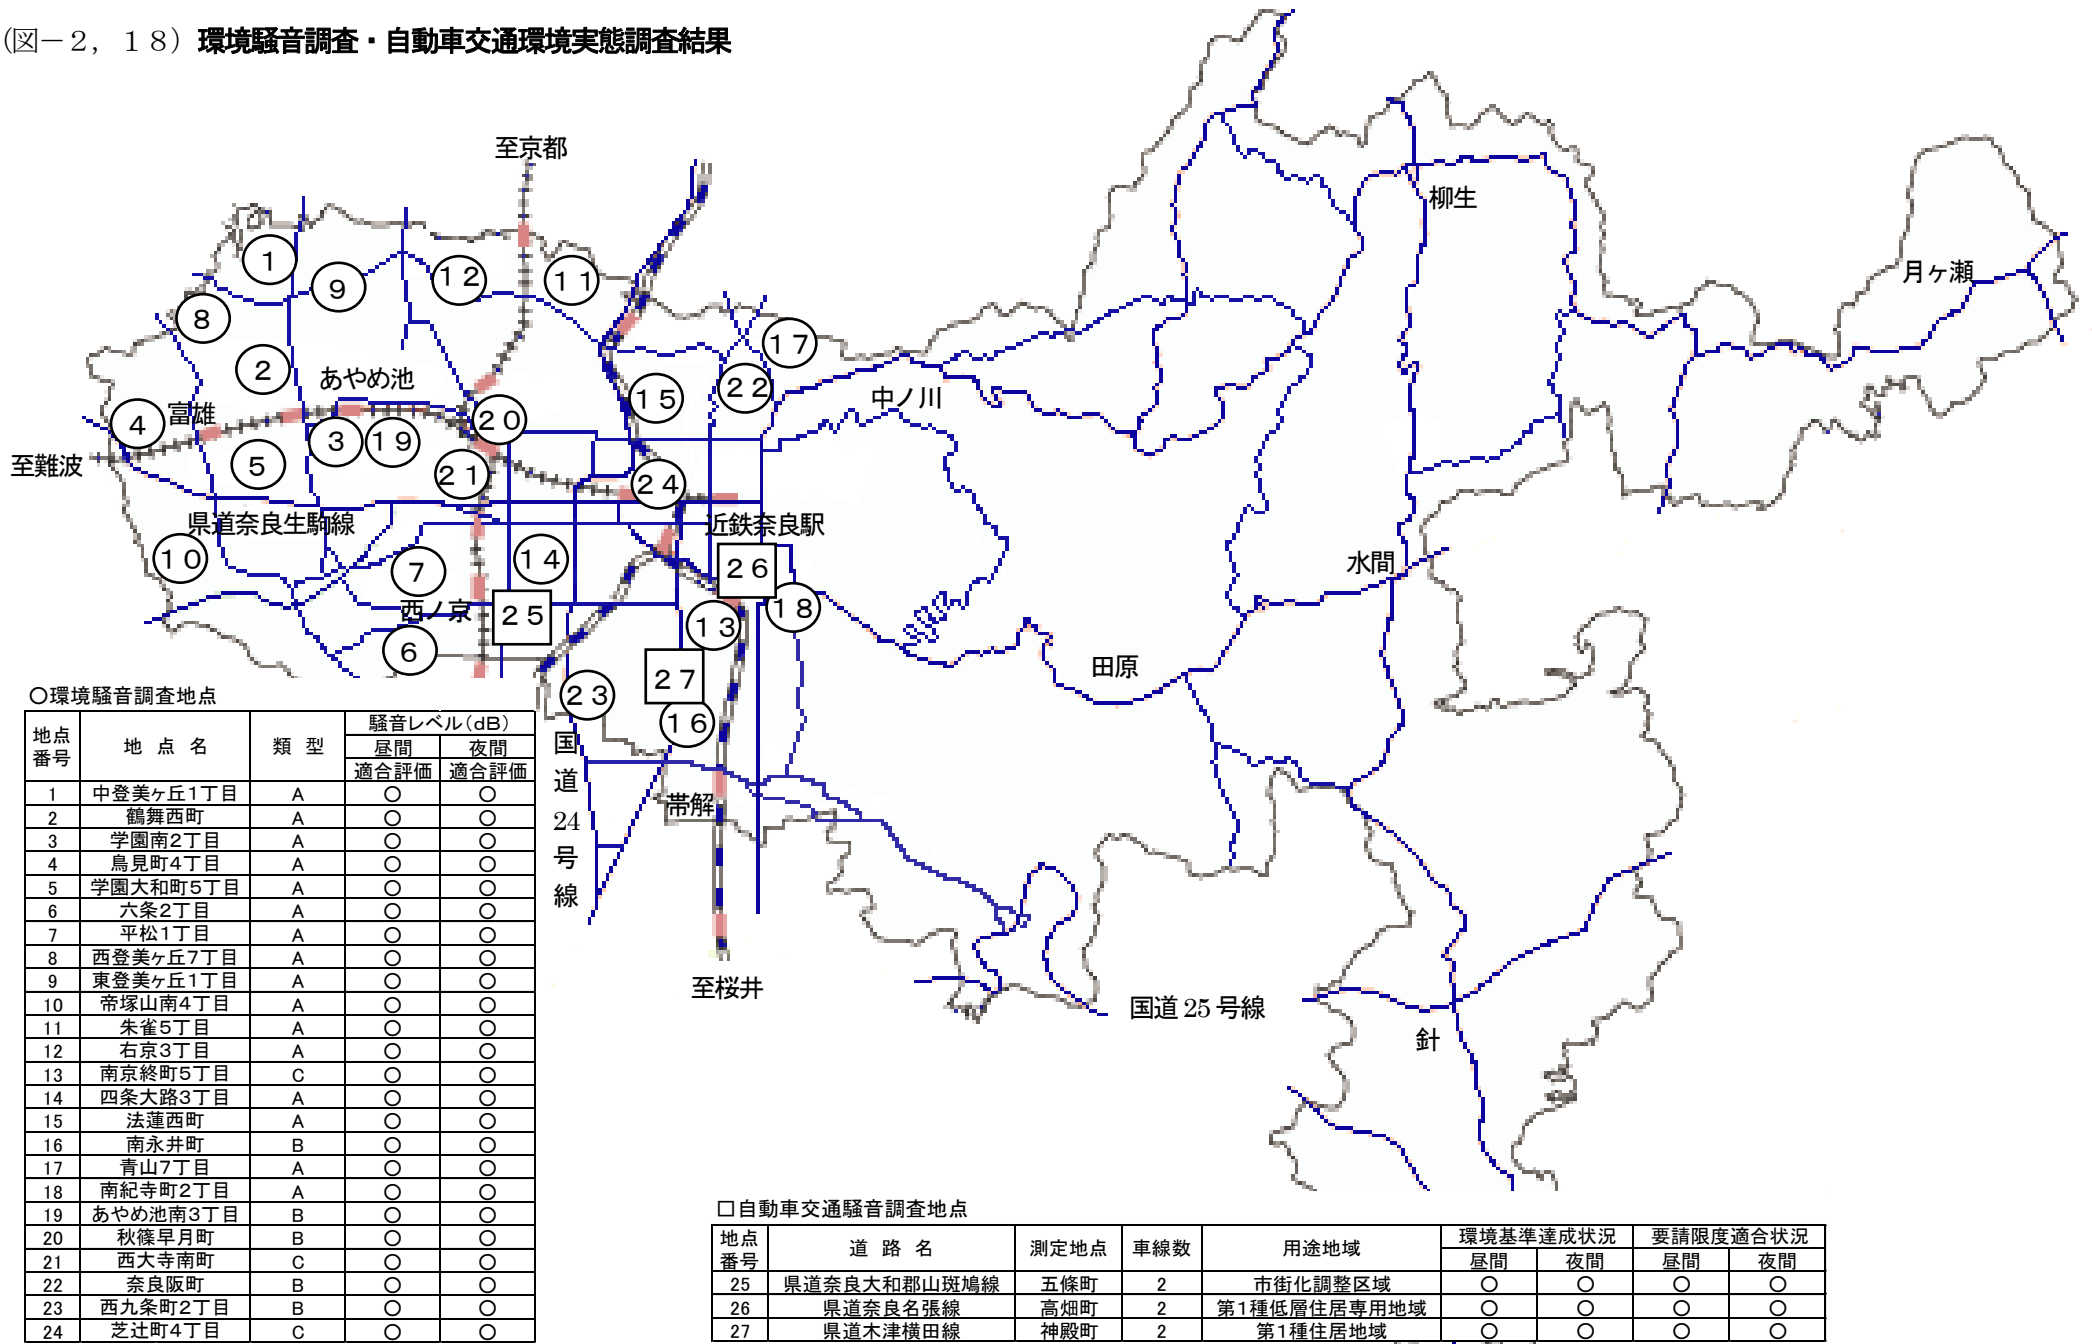 (図－2，18) 環境騒音調査・自動車交通環境実態調査結果
至京都
柳生
月ヶ瀬
1
9
12
11
8
17
2
あやめ池
15
22
中ノ川
4
富雄
3
19
20
至難波
5
21
24
県道奈良生駒線
近鉄奈良駅
10
7
14
26
水間
西ノ京
25
13
18
6
田原
23
27
16
国道24号線
帯解
至桜井
国道25号線
針
○環境騒音調査地点
地点番号 地点名 類型 騒音レベル(dB)
昼間 夜間
適合評価 適合評価
1 中登美ヶ丘1丁目 A ○ ○
2 鶴舞西町 A ○ ○
3 学園南2丁目 A ○ ○
4 鳥見町4丁目 A ○ ○
5 学園大和町5丁目 A ○ ○
6 六条2丁目 A ○ ○
7 平松1丁目 A ○ ○
8 西登美ヶ丘7丁目 A ○ ○
9 東登美ヶ丘1丁目 A ○ ○
10 帝塚山南4丁目 A ○ ○
11 朱雀5丁目 A ○ ○
12 右京3丁目 A ○ ○
13 南京終町5丁目 C ○ ○
14 四条大路3丁目 A ○ ○
15 法蓮西町 A ○ ○
16 南永井町 B ○ ○
17 青山7丁目 A ○ ○
18 南紀寺町2丁目 A ○ ○
19 あやめ池南3丁目 B ○ ○
20 秋篠早月町 B ○ ○
21 西大寺南町 C ○ ○
22 奈良阪町 B ○ ○
23 西九条町2丁目 B ○ ○
24 芝辻町4丁目 C ○ ○
□自動車交通騒音調査地点
地点番号 道路名 測定地点 車線数 用途地域 環境基準達成状況 要請限度適合状況
昼間 夜間 昼間 夜間
25 県道奈良大和郡山斑鳩線 五條町 2 市街化調整区域 ○ ○ ○ ○
26 県道奈良名張線 高畑町 2 第1種低層住居専用地域 ○ ○ ○ ○
27 県道木津横田線 神殿町 2 第1種住居地域 ○ ○ ○ ○